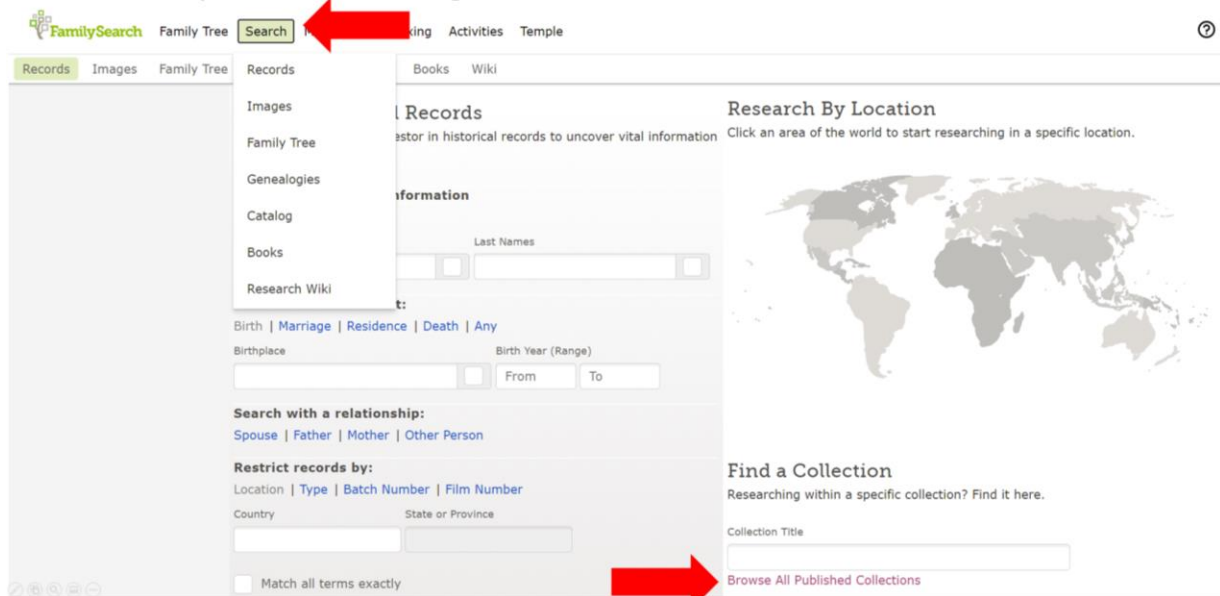 FamilySearch Family Tree Search king Activities Temple
Records Images Family Tree Books Wiki
Records
Images
Family Tree
Genealogies
Catalog
Books
Research Wiki
Records
estor in historical records to uncover vital information
nformation
Last Names
t:
Birth | Marriage | Residence | Death | Any
Birthplace Birth Year (Range)
From To
Search with a relationship:
Spouse | Father | Mother | Other Person
Restrict records by:
Location | Type | Batch Number | Film Number
Country State or Province
Match all terms exactly
Research By Location
Click an area of the world to start researching in a specific location.
Find a Collection
Researching within a specific collection? Find it here.
Collection Title
Browse All Published Collections